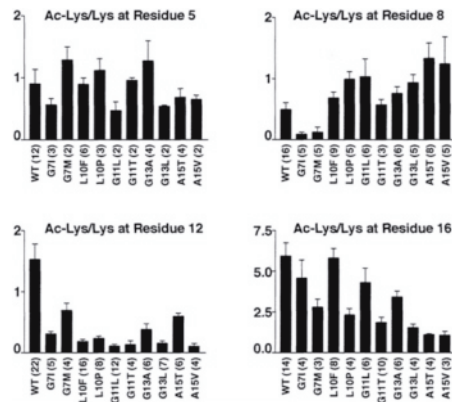 Ac-Lys/Lys at Residue 5
2
1
0
WT (12)
G7I (3)
G7M (2)
L10F (6)
L10P (3)
G11L (2)
G11T (2)
G13A (4)
G13L (2)
A15T (4)
A15V (2)
Ac-Lys/Lys at Residue 8
2
1
0
WT (16)
G7I (5)
G7M (5)
L10F (9)
L10P (5)
G11L (6)
G11T (3)
G13A (6)
G13L (5)
A15T (8)
A15V (5)
Ac-Lys/Lys at Residue 12
2
1
0
WT (22)
G7I (5)
G7M (4)
L10F (16)
L10P (8)
G11L (12)
G11T (4)
G13A (6)
G13L (7)
A15T (6)
A15V (4)
Ac-Lys/Lys at Residue 16
7.5
5.0
2.5
0.0
WT (14)
G7I (4)
G7M (3)
L10F (8)
L10P (4)
G11L (6)
G11T (10)
G13A (6)
G13L (4)
A15T (4)
A15V (3)